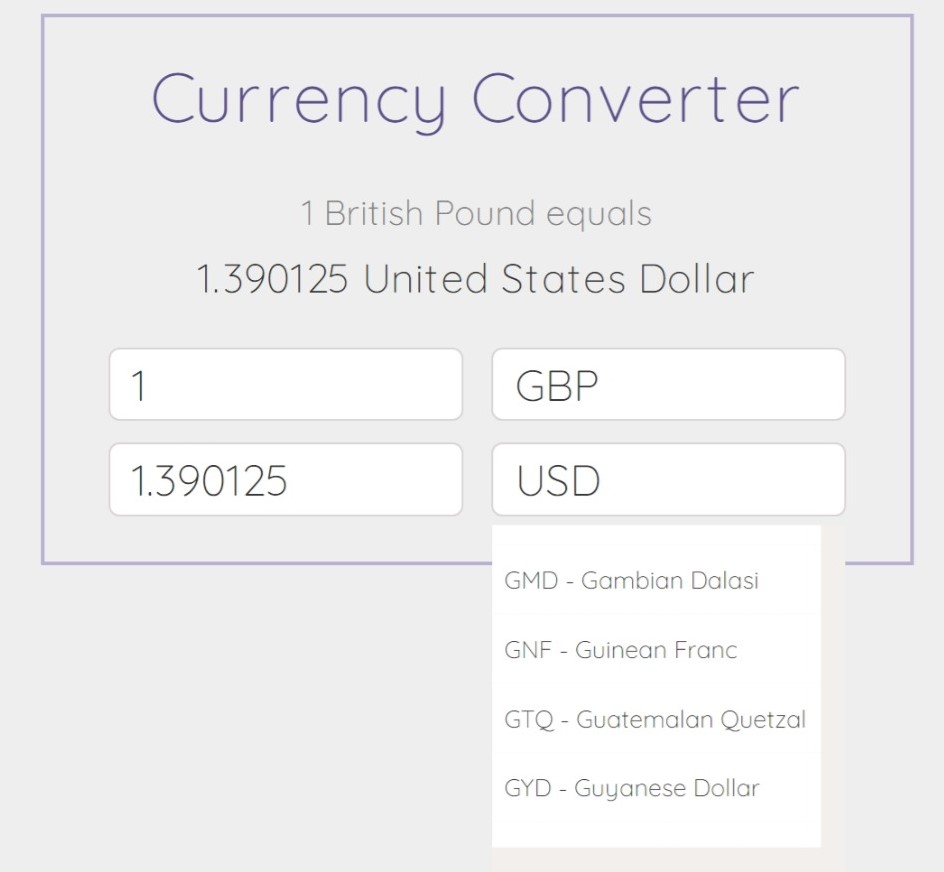 Currency Converter
1 British Pound equals
1.390125 United States Dollar
1
GBP
1.390125
USD
GMD - Gambian Dalasi
GNF - Guinean Franc
GTQ - Guatemalan Quetzal
GYD - Guyanese Dollar